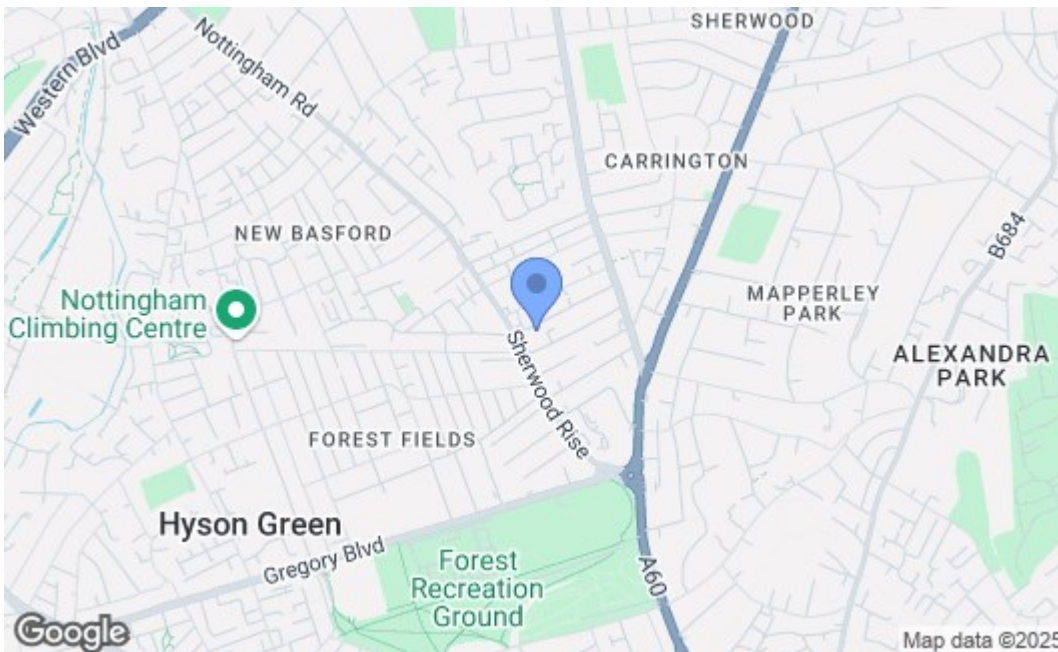 SHERWOOD
Western Blvd
Nottingham Rd
CARRINGTON
B684
NEW BASFORD
Nottingham
Climbing Centre
MAPPERLEY
PARK
Sherwood Rise
ALEXANDRA
PARK
FOREST FIELDS
Hyson Green
Gregory Blvd
Forest
Recreation
Ground
A60
Google
Map data ©2025